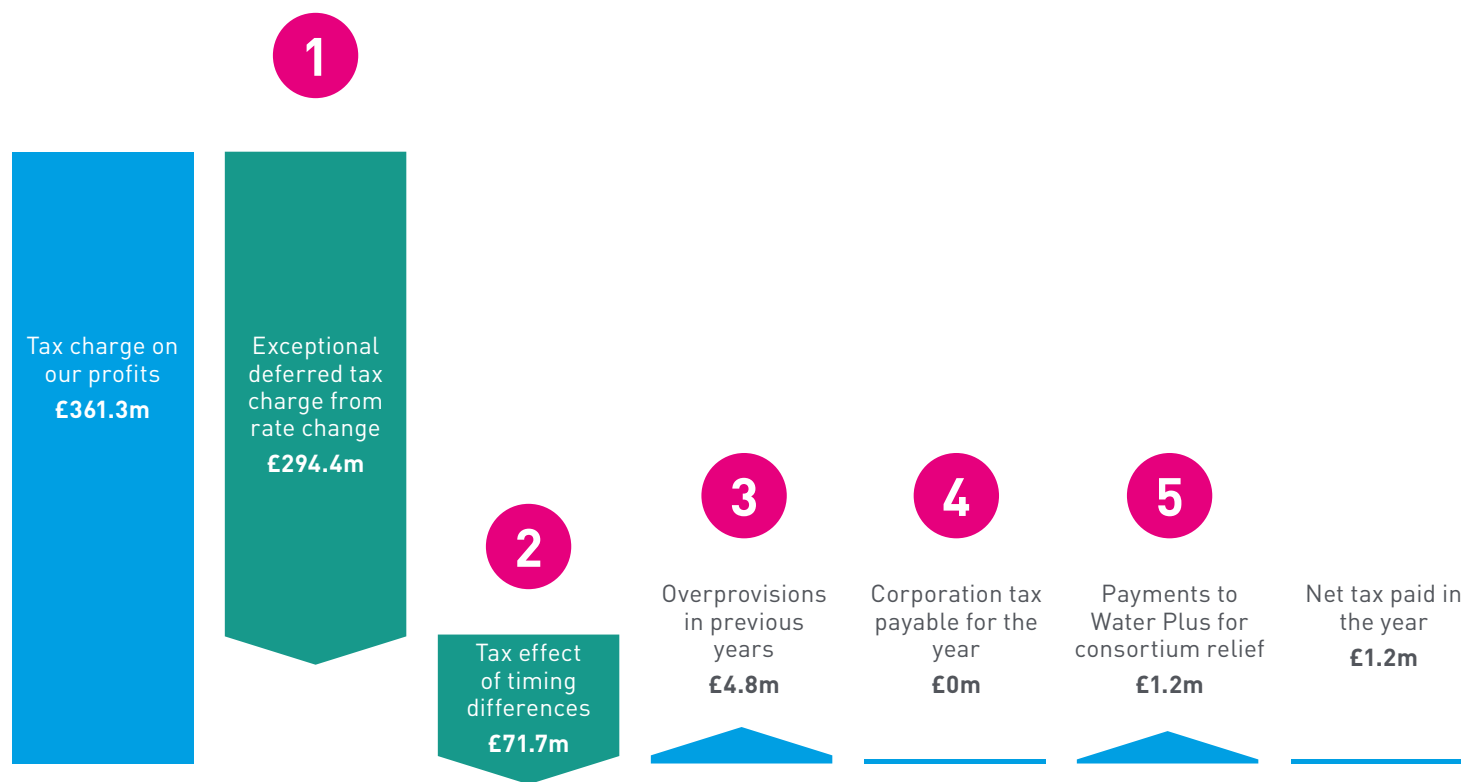 1
Tax charge on
our profits
£361.3m
Exceptional
deferred tax
charge from
rate change
£294.4m
2
Tax effect
of timing
differences
£71.7m
3
Overprovisions
in previous
years
£4.8m
4
Corporation tax
payable for the
year
£0m
5
Payments to
Water Plus for
consortium relief
£1.2m
Net tax paid in
the year
£1.2m